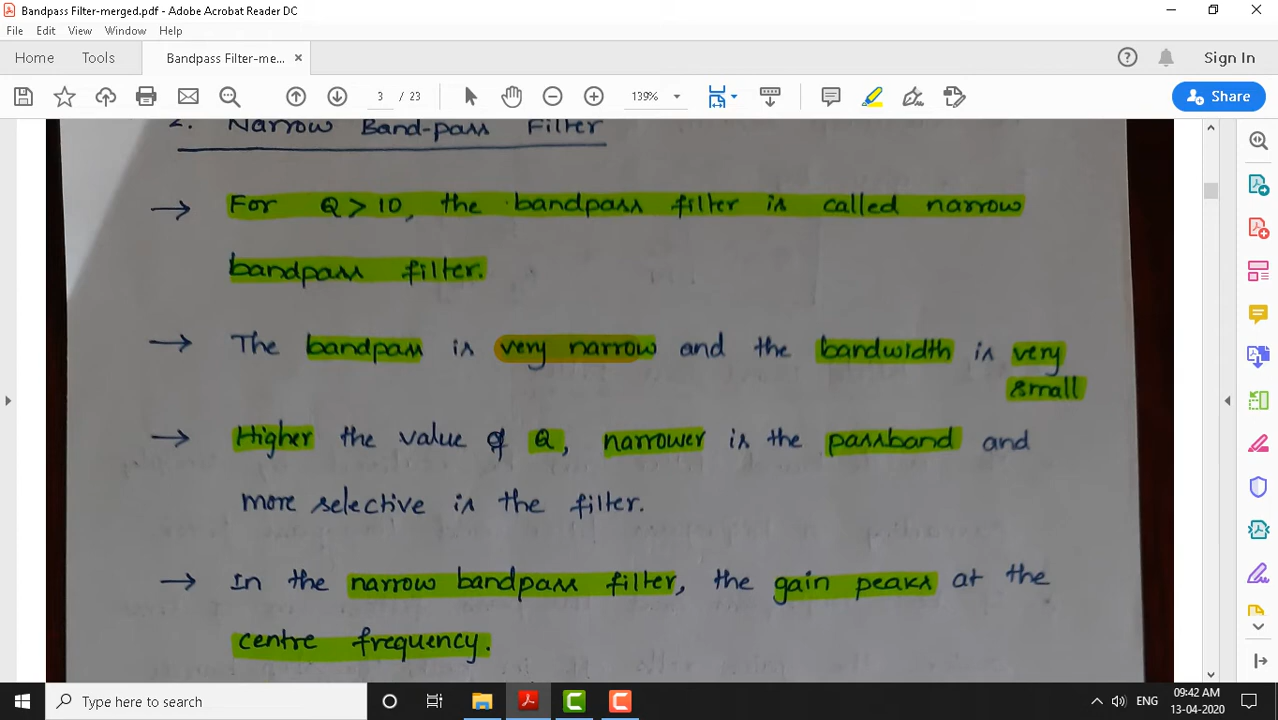 Bandpass Filter-merged.pdf - Adobe Acrobat Reader DC
File Edit View Window Help
Home Tools Bandpass Filter-me... × Sign In
3 / 23 139% Share
2. Narrow Band-pass Filter
→ For Q > 10, the bandpass filter is called narrow
bandpass filter.
→ The bandpass is very narrow and the bandwidth is very
small
→ Higher the value of Q, narrower is the passband and
more selective is the filter.
→ In the narrow bandpass filter, the gain peaks at the
centre frequency.
Type here to search
ENG
09:42 AM
13-04-2020